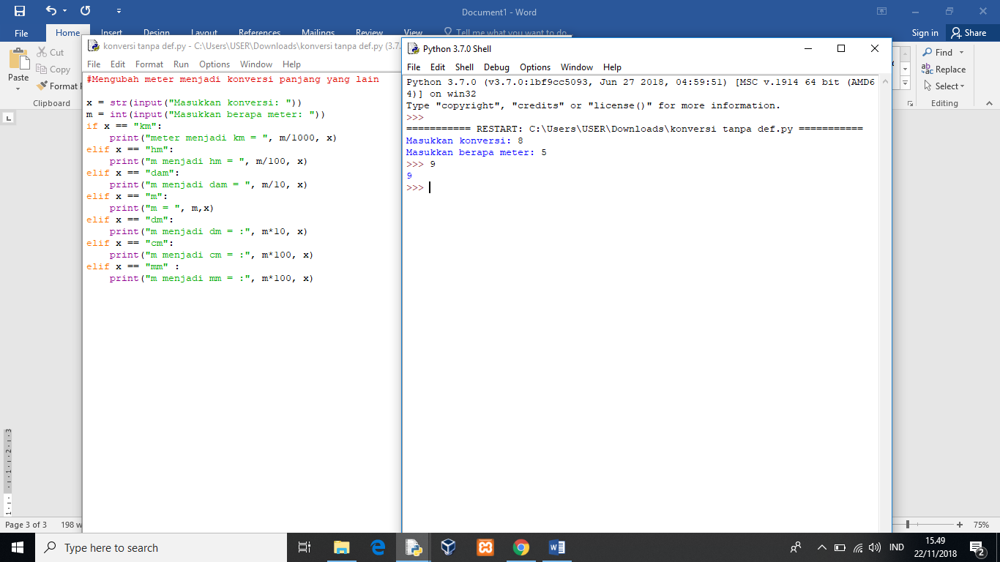 Document1 - Word
File Home Insert Design Layout References Mailings Review View Tell me what you want to do Sign in Share
Cut
Copy
Format
Paste
Clipboard
Find
Replace
Select
Editing
konversi tanpa def.py - C:\Users\USER\Downloads\konversi tanpa def.py (3.7.
File Edit Format Run Options Window Help
#Mengubah meter menjadi konversi panjang yang lain
x = str(input("Masukkan konversi: "))
m = int(input("Masukkan berapa meter: "))
if x == "km":
    print("meter menjadi km = ", m/1000, x)
elif x == "hm":
    print("m menjadi hm = ", m/100, x)
elif x == "dam":
    print("m menjadi dam = ", m/10, x)
elif x == "m":
    print("m = ", m,x)
elif x == "dm":
    print("m menjadi dm = :", m*10, x)
elif x == "cm":
    print("m menjadi cm = :", m*100, x)
elif x == "mm" :
    print("m menjadi mm = :", m*100, x)
Python 3.7.0 Shell
File Edit Shell Debug Options Window Help
Python 3.7.0 (v3.7.0:1bf9cc5093, Jun 27 2018, 04:59:51) [MSC v.1914 64 bit (AMD6
4)] on win32
Type "copyright", "credits" or "license()" for more information.
>>>
=========== RESTART: C:\Users\USER\Downloads\konversi tanpa def.py ===========
Masukkan konversi: 8
Masukkan berapa meter: 5
>>> 9
9
>>>
3
2
1
1
Page 3 of 3 198 w
75%
Type here to search
IND
15.49
22/11/2018
2